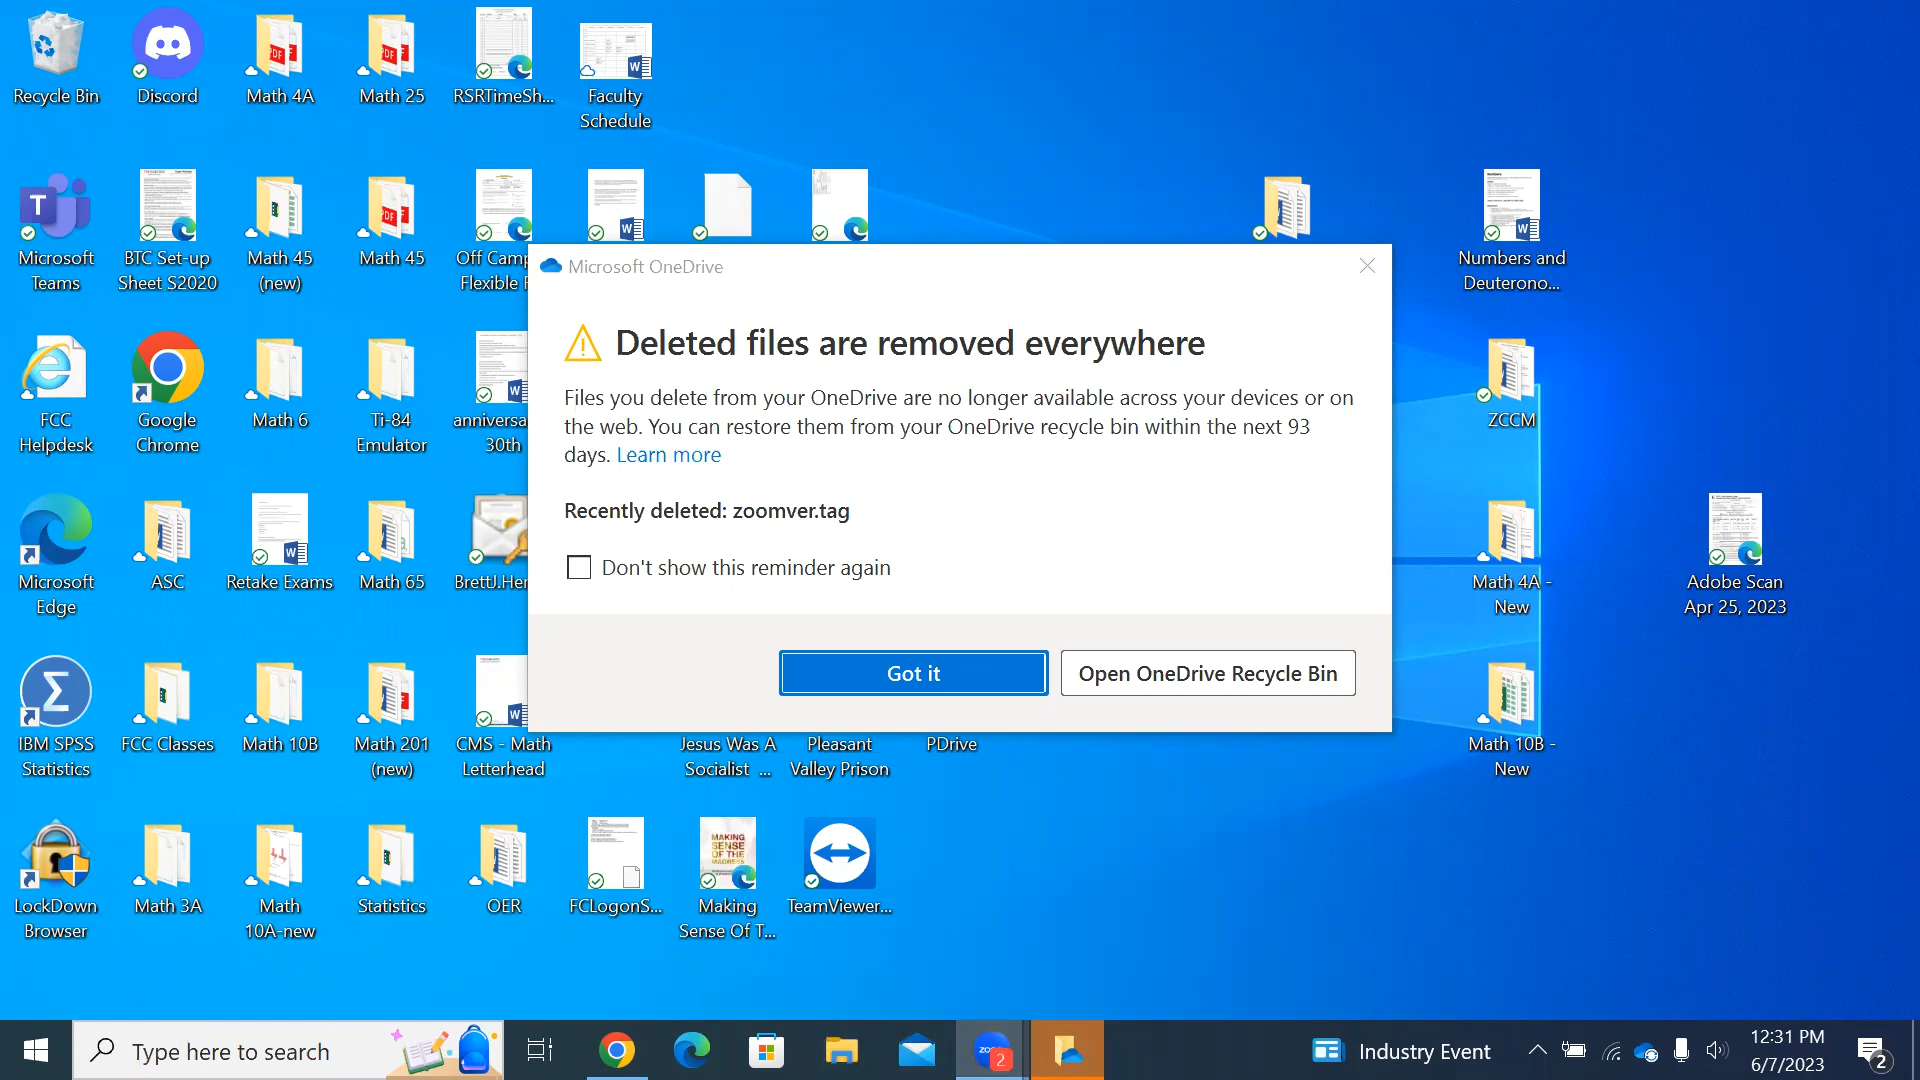 Recycle Bin
Discord
Math 4A
Math 25
RSRTimeSh...
Faculty
Schedule
Microsoft
Teams
BTC Set-up
Sheet S2020
Math 45
(new)
Math 45
Off Camp
Flexible
Numbers and
Deuterono...
FCC
Helpdesk
Google
Chrome
Math 6
Ti-84
Emulator
anniversa
30th
ZCCM
Microsoft
Edge
ASC
Retake Exams
Math 65
BrettJ.Her
Math 4A -
New
Adobe Scan
Apr 25, 2023
IBM SPSS
Statistics
FCC Classes
Math 10B
Math 201
(new)
CMS - Math
Letterhead
Jesus Was A
Socialist ...
Pleasant
Valley Prison
PDrive
Math 10B -
New
LockDown
Browser
Math 3A
Math
10A-new
Statistics
OER
FCLogonS...
MAKING
SENSE
OF THE
MADNESS
Making
Sense Of T...
TeamViewer...
Microsoft OneDrive
Deleted files are removed everywhere
Files you delete from your OneDrive are no longer available across your devices or on
the web. You can restore them from your OneDrive recycle bin within the next 93
days. Learn more
Recently deleted: zoomver.tag
Don't show this reminder again
Got it
Open OneDrive Recycle Bin
Type here to search
2
Industry Event
12:31 PM
6/7/2023
2